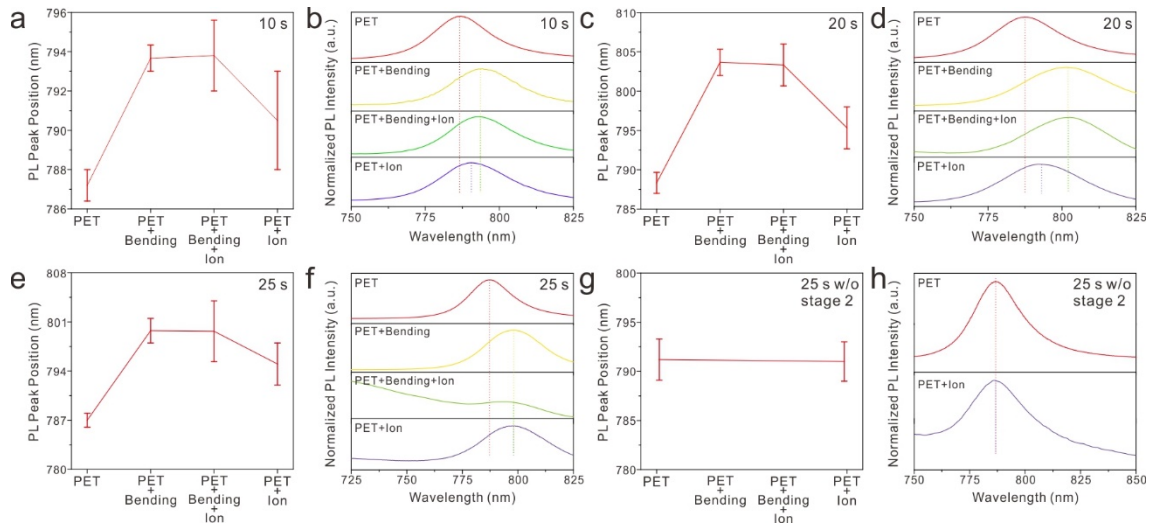 a
10 s
PL Peak Position (nm)
796
794
792
790
788
786
PET
PET
+
Bending
PET
+
Bending
+
Ion
PET
+
Ion
b
10 s
Normalized PL Intensity (a.u.)
PET
PET+Bending
PET+Bending+Ion
PET+Ion
750
775
800
825
Wavelength (nm)
c
20 s
PL Peak Position (nm)
810
805
800
795
790
785
PET
PET
+
Bending
PET
+
Bending
+
Ion
PET
+
Ion
d
20 s
Normalized PL Intensity (a.u.)
PET
PET+Bending
PET+Bending+Ion
PET+Ion
750
775
800
825
Wavelength (nm)
e
25 s
PL Peak Position (nm)
808
801
794
787
780
PET
PET
+
Bending
PET
+
Bending
+
Ion
PET
+
Ion
f
25 s
Normalized PL Intensity (a.u.)
PET
PET+Bending
PET+Bending+Ion
PET+Ion
725
750
775
800
825
Wavelength (nm)
g
25 s w/o
stage 2
PL Peak Position (nm)
800
795
790
785
780
PET
PET
+
Bending
PET
+
Bending
+
Ion
PET
+
Ion
h
25 s w/o
stage 2
Normalized PL Intensity (a.u.)
PET
PET+Ion
750
775
800
825
850
Wavelength (nm)